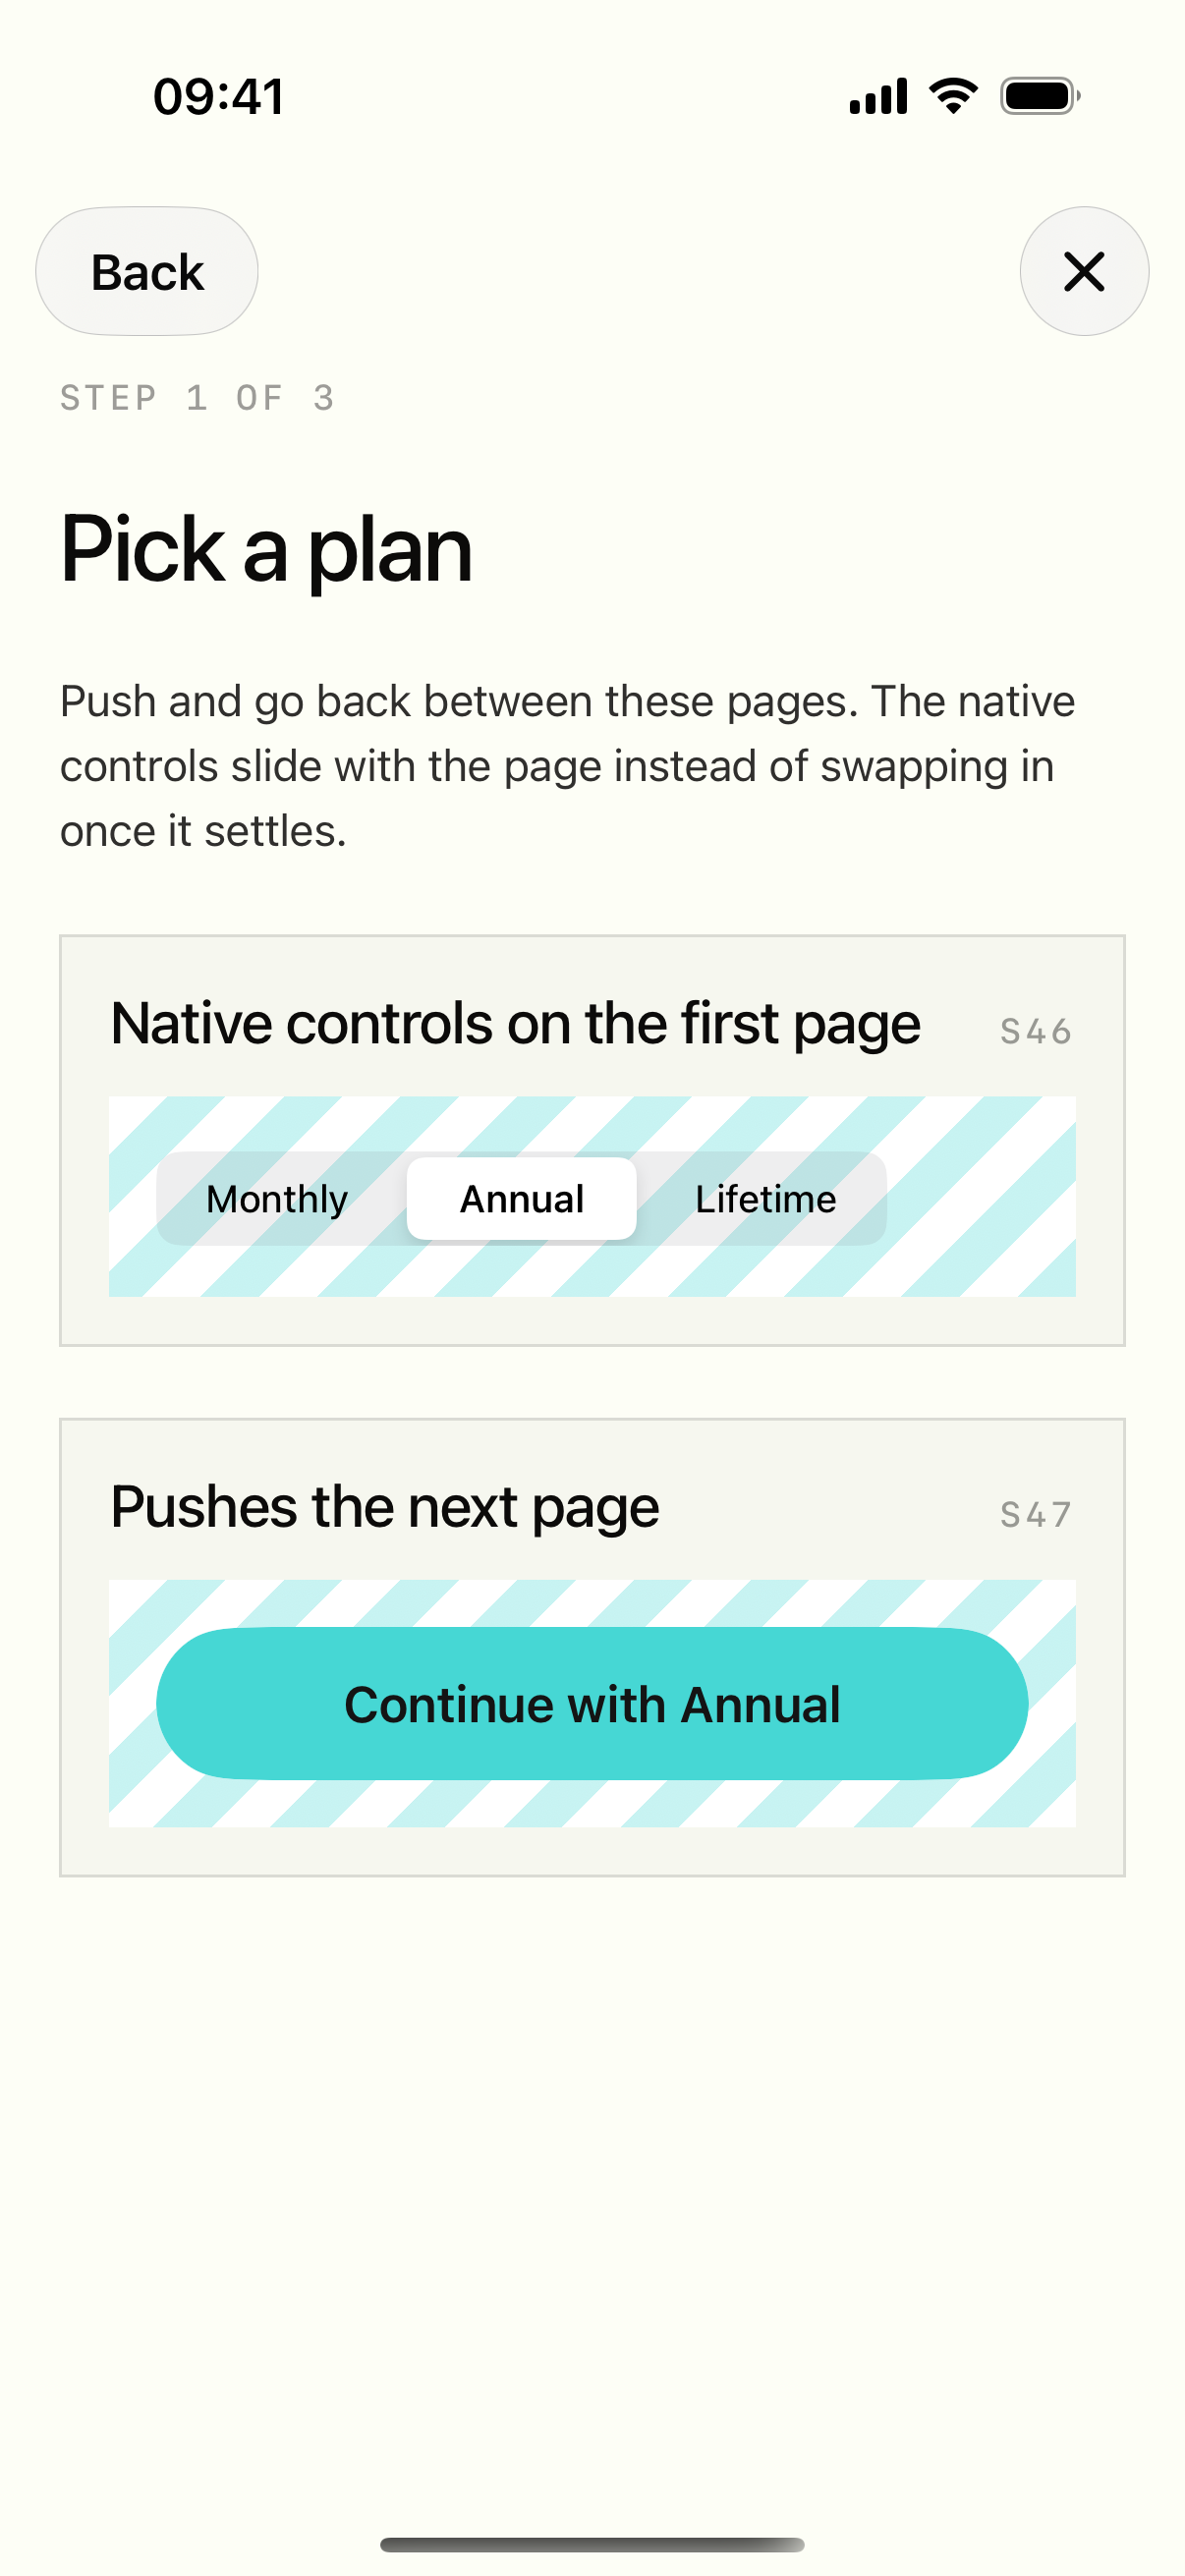 09:41
Back
STEP 1 OF 3
Pick a plan
Push and go back between these pages. The native
controls slide with the page instead of swapping in
once it settles.
Native controls on the first page S46
Monthly Annual Lifetime
Pushes the next page S47
Continue with Annual